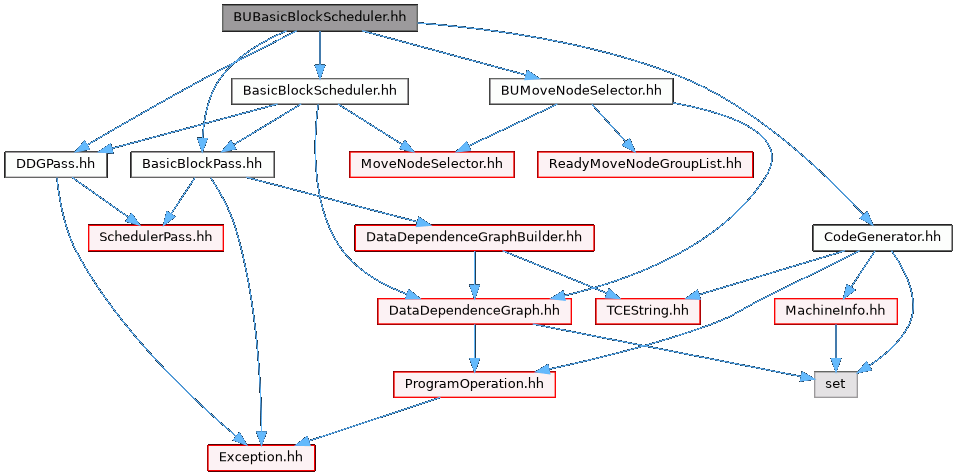 BUBasicBlockScheduler.hh
BasicBlockScheduler.hh
BUMoveNodeSelector.hh
DDGPass.hh
BasicBlockPass.hh
MoveNodeSelector.hh
ReadyMoveNodeGroupList.hh
SchedulerPass.hh
DataDependenceGraphBuilder.hh
CodeGenerator.hh
DataDependenceGraph.hh
TCEString.hh
MachineInfo.hh
ProgramOperation.hh
set
Exception.hh